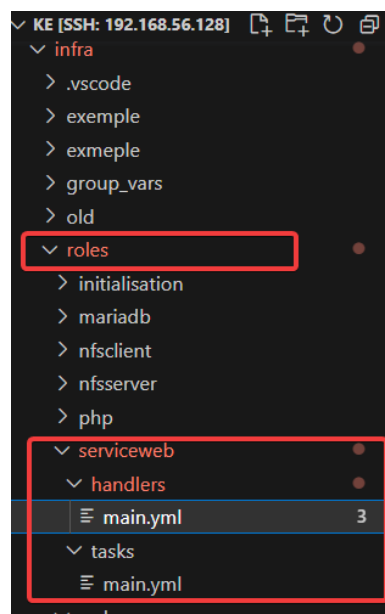 KE [SSH: 192.168.56.128]
infra
.vscode
exemple
exmeple
group_vars
old
roles
initialisation
mariadb
nfsclient
nfsserver
php
serviceweb
handlers
main.yml 3
tasks
main.yml